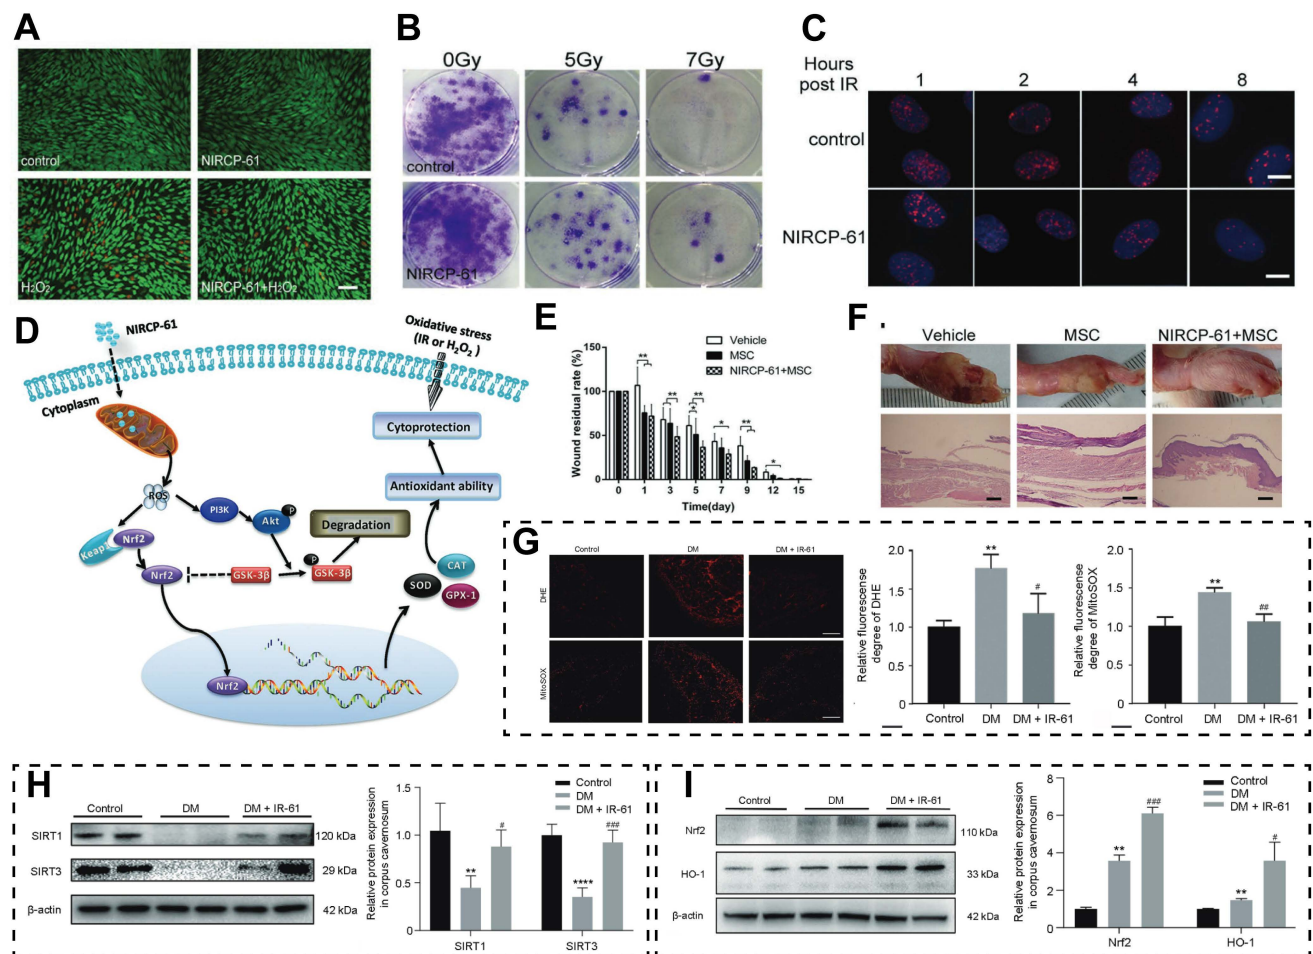 A
control
NIRCP-61
H2O2
NIRCP-61+H2O2
B
0Gy
5Gy
7Gy
control
NIRCP-61
C
Hours
post IR
1
2
4
8
control
NIRCP-61
D
NIRCP-61
Cytoplasm
Oxidative stress
(IR or H2O2 )
Cytoprotection
Antioxidant ability
ROS
PI3K
Akt
P
Degradation
Keap1
Nrf2
Nrf2
GSK-3β
P
GSK-3β
CAT
SOD
GPX-1
Nrf2
E
Vehicle
MSC
NIRCP-61+MSC
Wound residual rate (%)
150
100
50
0
**
**
**
**
*
*
**
*
0
1
3
5
7
9
12
15
Time(day)
F
Vehicle
MSC
NIRCP-61+MSC
G
Control
DM
DM + IR-61
DHE
MitoSOX
Relative fluorescense
degree of DHE
2.0
1.5
1.0
0.5
0
**
#
Control
DM
DM + IR-61
Relative fluorescense
degree of MitoSOX
2.0
1.5
1.0
0.5
0
**
##
Control
DM
DM + IR-61
H
Control
DM
DM + IR-61
SIRT1
120 kDa
SIRT3
29 kDa
β-actin
42 kDa
Relative protein expression
in corpus cavernosum
1.5
1.0
0.5
0
Control
DM
DM + IR-61
**
#
****
###
SIRT1
SIRT3
I
Control
DM
DM + IR-61
Nrf2
110 kDa
HO-1
33 kDa
β-actin
42 kDa
Relative protein expression
in corpus cavernosum
8
6
4
2
0
Control
DM
DM + IR-61
**
###
**
#
Nrf2
HO-1